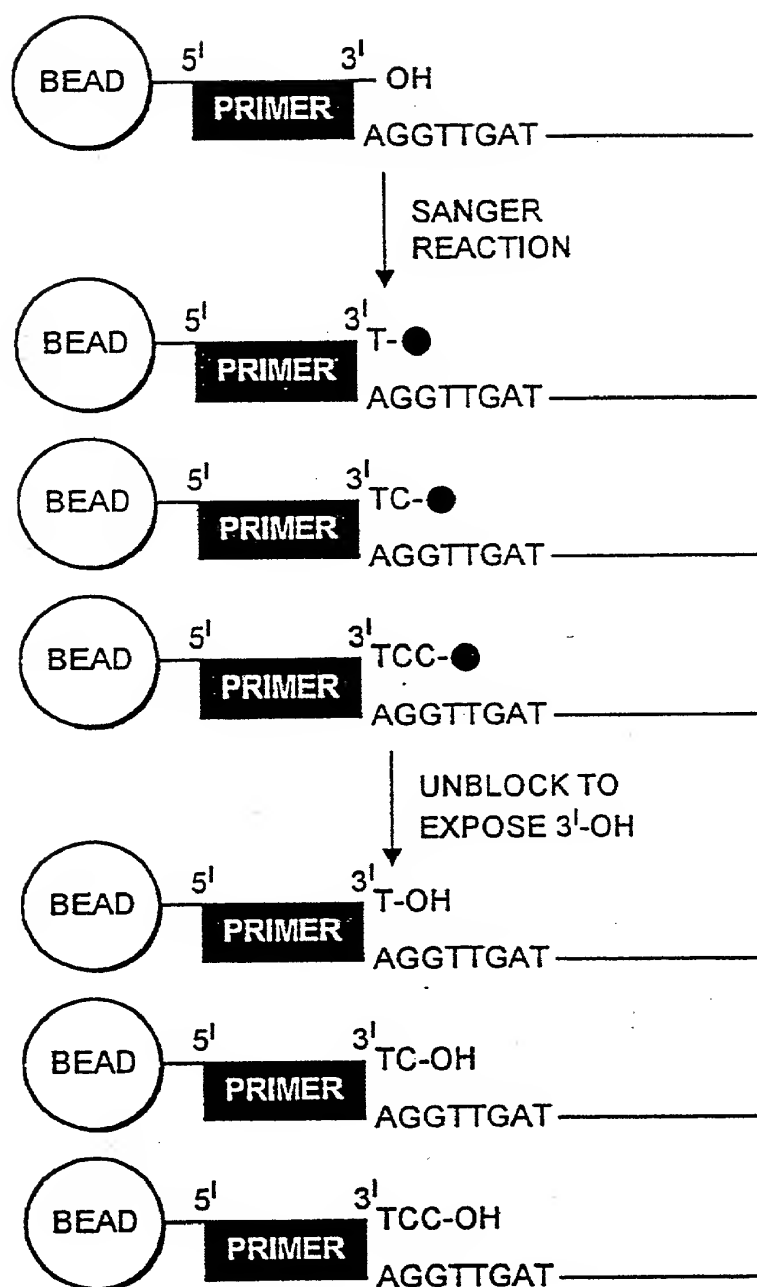 5' 3'
BEAD OH
PRIMER
AGGTTGAT
SANGER
REACTION
5' 3'
BEAD T-
PRIMER
AGGTTGAT
5' 3'
BEAD TC-
PRIMER
AGGTTGAT
5' 3'
BEAD TCC-
PRIMER
AGGTTGAT
UNBLOCK TO
EXPOSE 3'-OH
5' 3'
BEAD T-OH
PRIMER
AGGTTGAT
5' 3'
BEAD TC-OH
PRIMER
AGGTTGAT
5' 3'
BEAD TCC-OH
PRIMER
AGGTTGAT